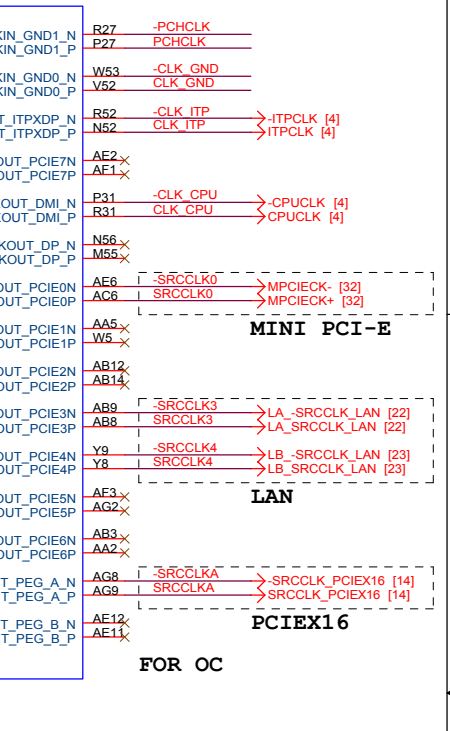 KIN_GND1_N R27 -PCHCLK
KIN_GND1_P P27 PCHCLK
KIN_GND0_N W53 -CLK_GND
KIN_GND0_P V52 CLK_GND
T_ITPXDP_N R52 -CLK_ITP -ITPCLK [4]
T_ITPXDP_P N52 CLK_ITP ITPCLK [4]
OUT_PCIE7N AE2
OUT_PCIE7P AF1
OUT_DMI_N P31 -CLK_CPU -CPUCLK [4]
KOUT_DMI_P R31 CLK_CPU CPUCLK [4]
KOUT_DP_N N56
KOUT_DP_P M55
OUT_PCIE0N AE6 -SRCCLK0 MPCIECK- [32]
OUT_PCIE0P AC6 SRCCLK0 MPCIECK+ [32]
MINI PCI-E
OUT_PCIE1N AA5
OUT_PCIE1P W5
OUT_PCIE2N AB12
OUT_PCIE2P AB14
OUT_PCIE3N AB9 -SRCCLK3 LA_-SRCCLK_LAN [22]
OUT_PCIE3P AB8 SRCCLK3 LA_SRCCLK_LAN [22]
OUT_PCIE4N Y9 -SRCCLK4 LB_-SRCCLK_LAN [23]
OUT_PCIE4P Y8 SRCCLK4 LB_SRCCLK_LAN [23]
LAN
OUT_PCIE5N AF3
OUT_PCIE5P AG2
OUT_PCIE6N AB3
OUT_PCIE6P AA2
T_PEG_A_N AG8 -SRCCLKA -SRCCLK_PCIEX16 [14]
T_PEG_A_P AG9 SRCCLKA SRCCLK_PCIEX16 [14]
PCIEX16
T_PEG_B_N AE12
T_PEG_B_P AE11
FOR OC